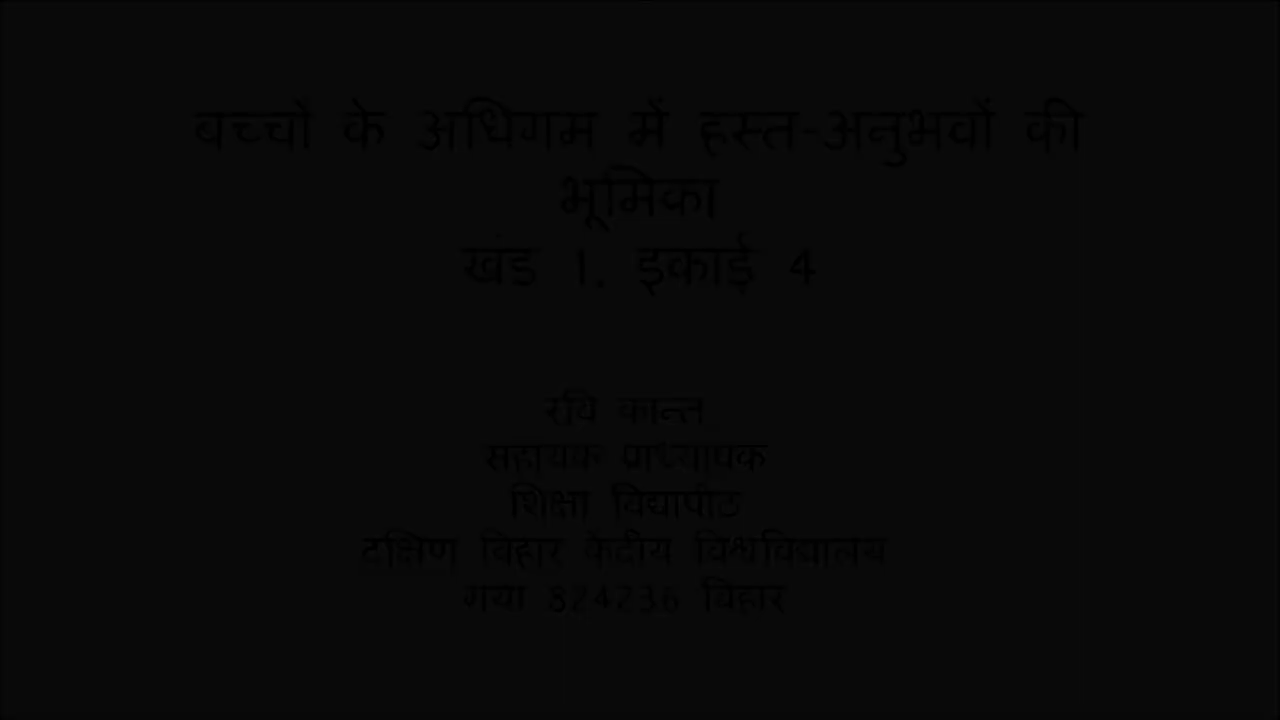 बच्चों के अधिगम में हस्त-अनुभवों की
भूमिका
खंड 1, इकाई 4
रवि कान्त
सहायक प्राध्यापक
शिक्षा विद्यापीठ
दक्षिण बिहार केंद्रीय विश्वविद्यालय
गया 824236 बिहार